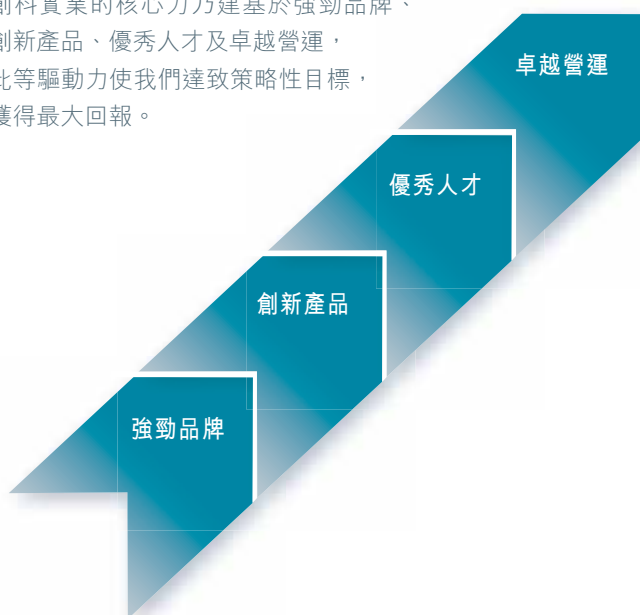 創科實業的核心力乃建基於強勁品牌、
創新產品、優秀人才及卓越營運，
此等驅動力使我們達致策略性目標，
獲得最大回報。
卓越營運
優秀人才
創新產品
強勁品牌